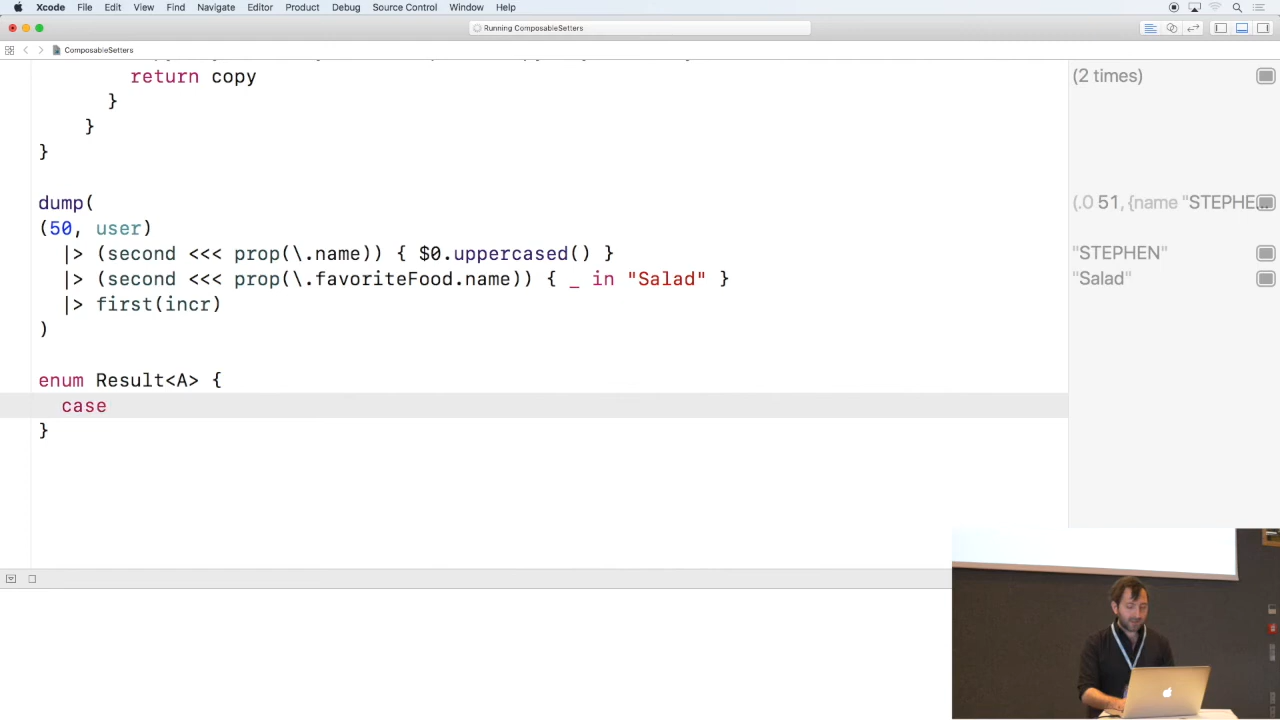 Xcode File Edit View Find Navigate Editor Product Debug Source Control Window Help
Running ComposableSetters
ComposableSetters
return copy
(2 times)
}
}
}
dump(
(.0 51, {name "STEPHE...
(50, user)
|> (second <<< prop(\.name)) { $0.uppercased() }
"STEPHEN"
|> (second <<< prop(\.favoriteFood.name)) { _ in "Salad" }
"Salad"
|> first(incr)
)
enum Result<A> {
case
}